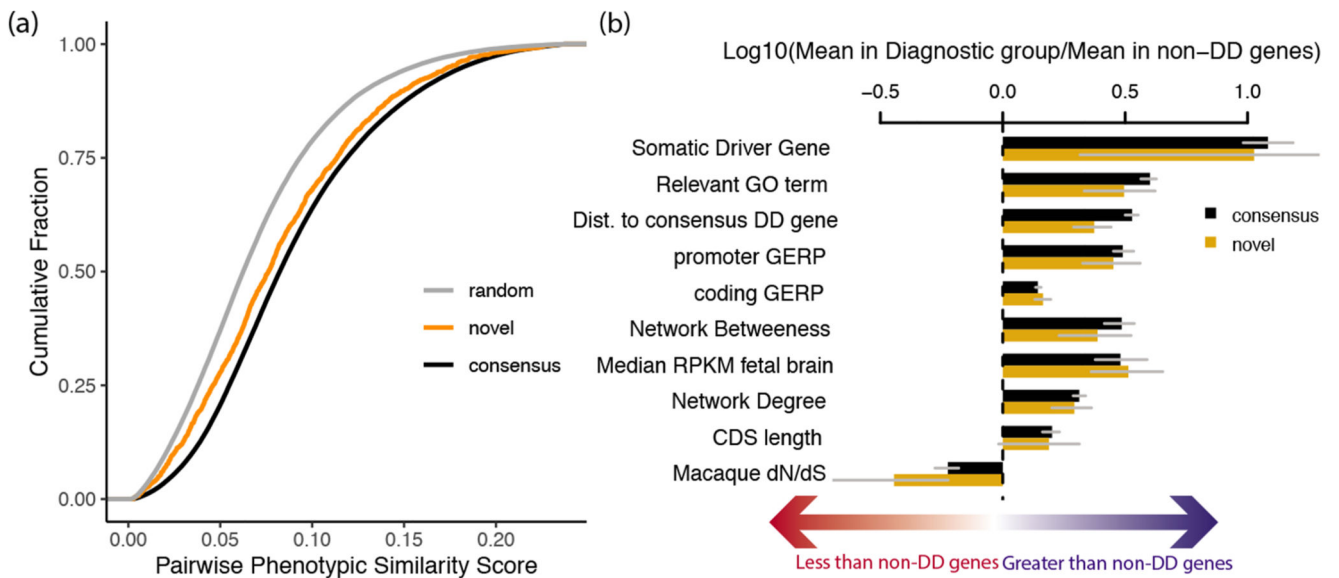 (a)
1.00
0.75
0.50
0.25
0.00
Cumulative Fraction
random
novel
consensus
0.00 0.05 0.10 0.15 0.20
Pairwise Phenotypic Similarity Score
(b)
Log10(Mean in Diagnostic group/Mean in non−DD genes)
−0.5 0.0 0.5 1.0
Somatic Driver Gene
Relevant GO term
Dist. to consensus DD gene
promoter GERP
coding GERP
Network Betweeness
Median RPKM fetal brain
Network Degree
CDS length
Macaque dN/dS
consensus
novel
Less than non-DD genes Greater than non-DD genes